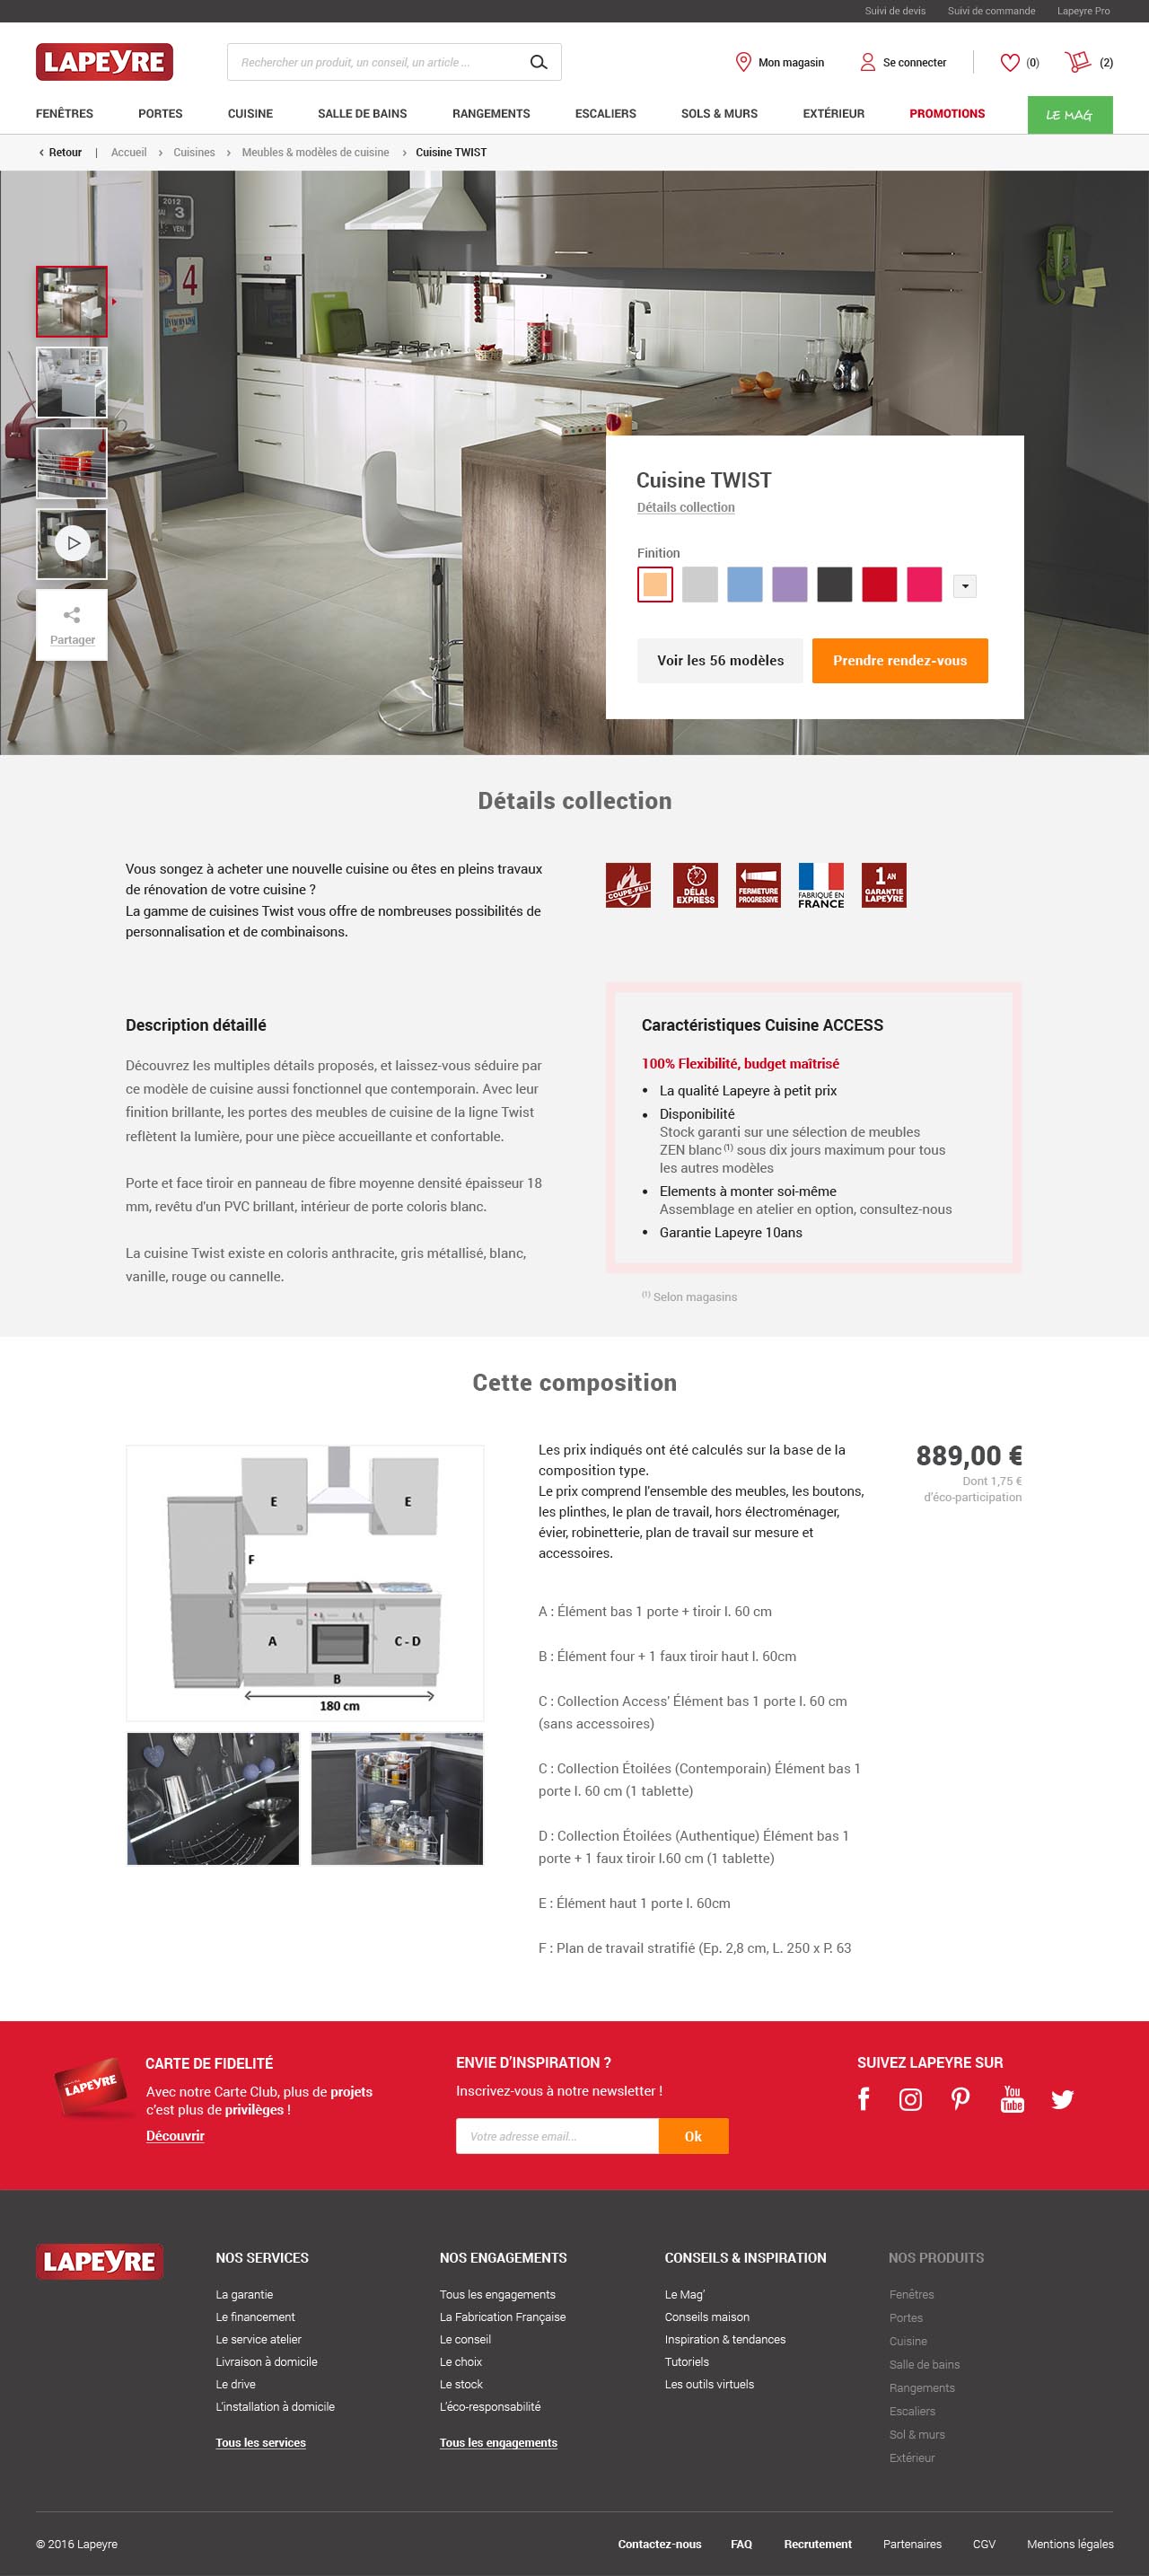 Suivi de devis Suivi de commande Lapeyre Pro
LAPEYRE
Rechercher un produit, un conseil, un article ...
Mon magasin Se connecter (0) (2)
FENÊTRES PORTES CUISINE SALLE DE BAINS RANGEMENTS ESCALIERS SOLS & MURS EXTÉRIEUR PROMOTIONS LE MAG
‹ Retour | Accueil › Cuisines › Meubles & modèles de cuisine › Cuisine TWIST
2012
3
VEN.
4
Partager
Cuisine TWIST
Détails collection
Finition
Voir les 56 modèles Prendre rendez-vous
Détails collection
Vous songez à acheter une nouvelle cuisine ou êtes en pleins travaux
de rénovation de votre cuisine ?
La gamme de cuisines Twist vous offre de nombreuses possibilités de
personnalisation et de combinaisons.
COUPE-FEU
DÉLAI
EXPRESS
FERMETURE
PROGRESSIVE
FABRIQUÉ EN
FRANCE
1 AN
GARANTIE
LAPEYRE
Description détaillé
Découvrez les multiples détails proposés, et laissez-vous séduire par
ce modèle de cuisine aussi fonctionnel que contemporain. Avec leur
finition brillante, les portes des meubles de cuisine de la ligne Twist
reflètent la lumière, pour une pièce accueillante et confortable.
Porte et face tiroir en panneau de fibre moyenne densité épaisseur 18
mm, revêtu d'un PVC brillant, intérieur de porte coloris blanc.
La cuisine Twist existe en coloris anthracite, gris métallisé, blanc,
vanille, rouge ou cannelle.
Caractéristiques Cuisine ACCESS
100% Flexibilité, budget maîtrisé
• La qualité Lapeyre à petit prix
• Disponibilité
Stock garanti sur une sélection de meubles
ZEN blanc (1) sous dix jours maximum pour tous
les autres modèles
• Elements à monter soi-même
Assemblage en atelier en option, consultez-nous
• Garantie Lapeyre 10ans
(1) Selon magasins
Cette composition
E E
F
A C - D
B
180 cm
Les prix indiqués ont été calculés sur la base de la
composition type.
Le prix comprend l'ensemble des meubles, les boutons,
les plinthes, le plan de travail, hors électroménager,
évier, robinetterie, plan de travail sur mesure et
accessoires.
889,00 €
Dont 1,75 €
d'éco-participation
A : Élément bas 1 porte + tiroir l. 60 cm
B : Élément four + 1 faux tiroir haut l. 60cm
C : Collection Access' Élément bas 1 porte l. 60 cm
(sans accessoires)
C : Collection Étoilées (Contemporain) Élément bas 1
porte l. 60 cm (1 tablette)
D : Collection Étoilées (Authentique) Élément bas 1
porte + 1 faux tiroir l.60 cm (1 tablette)
E : Élément haut 1 porte l. 60cm
F : Plan de travail stratifié (Ep. 2,8 cm, L. 250 x P. 63
LAPEYRE
CARTE DE FIDELITÉ
Avec notre Carte Club, plus de projets
c'est plus de privilèges !
Découvrir
ENVIE D'INSPIRATION ?
Inscrivez-vous à notre newsletter !
Votre adresse email... Ok
SUIVEZ LAPEYRE SUR
You
Tube
LAPEYRE
NOS SERVICES
La garantie
Le financement
Le service atelier
Livraison à domicile
Le drive
L'installation à domicile
Tous les services
NOS ENGAGEMENTS
Tous les engagements
La Fabrication Française
Le conseil
Le choix
Le stock
L'éco-responsabilité
Tous les engagements
CONSEILS & INSPIRATION
Le Mag'
Conseils maison
Inspiration & tendances
Tutoriels
Les outils virtuels
NOS PRODUITS
Fenêtres
Portes
Cuisine
Salle de bains
Rangements
Escaliers
Sol & murs
Extérieur
© 2016 Lapeyre
Contactez-nous FAQ Recrutement Partenaires CGV Mentions légales